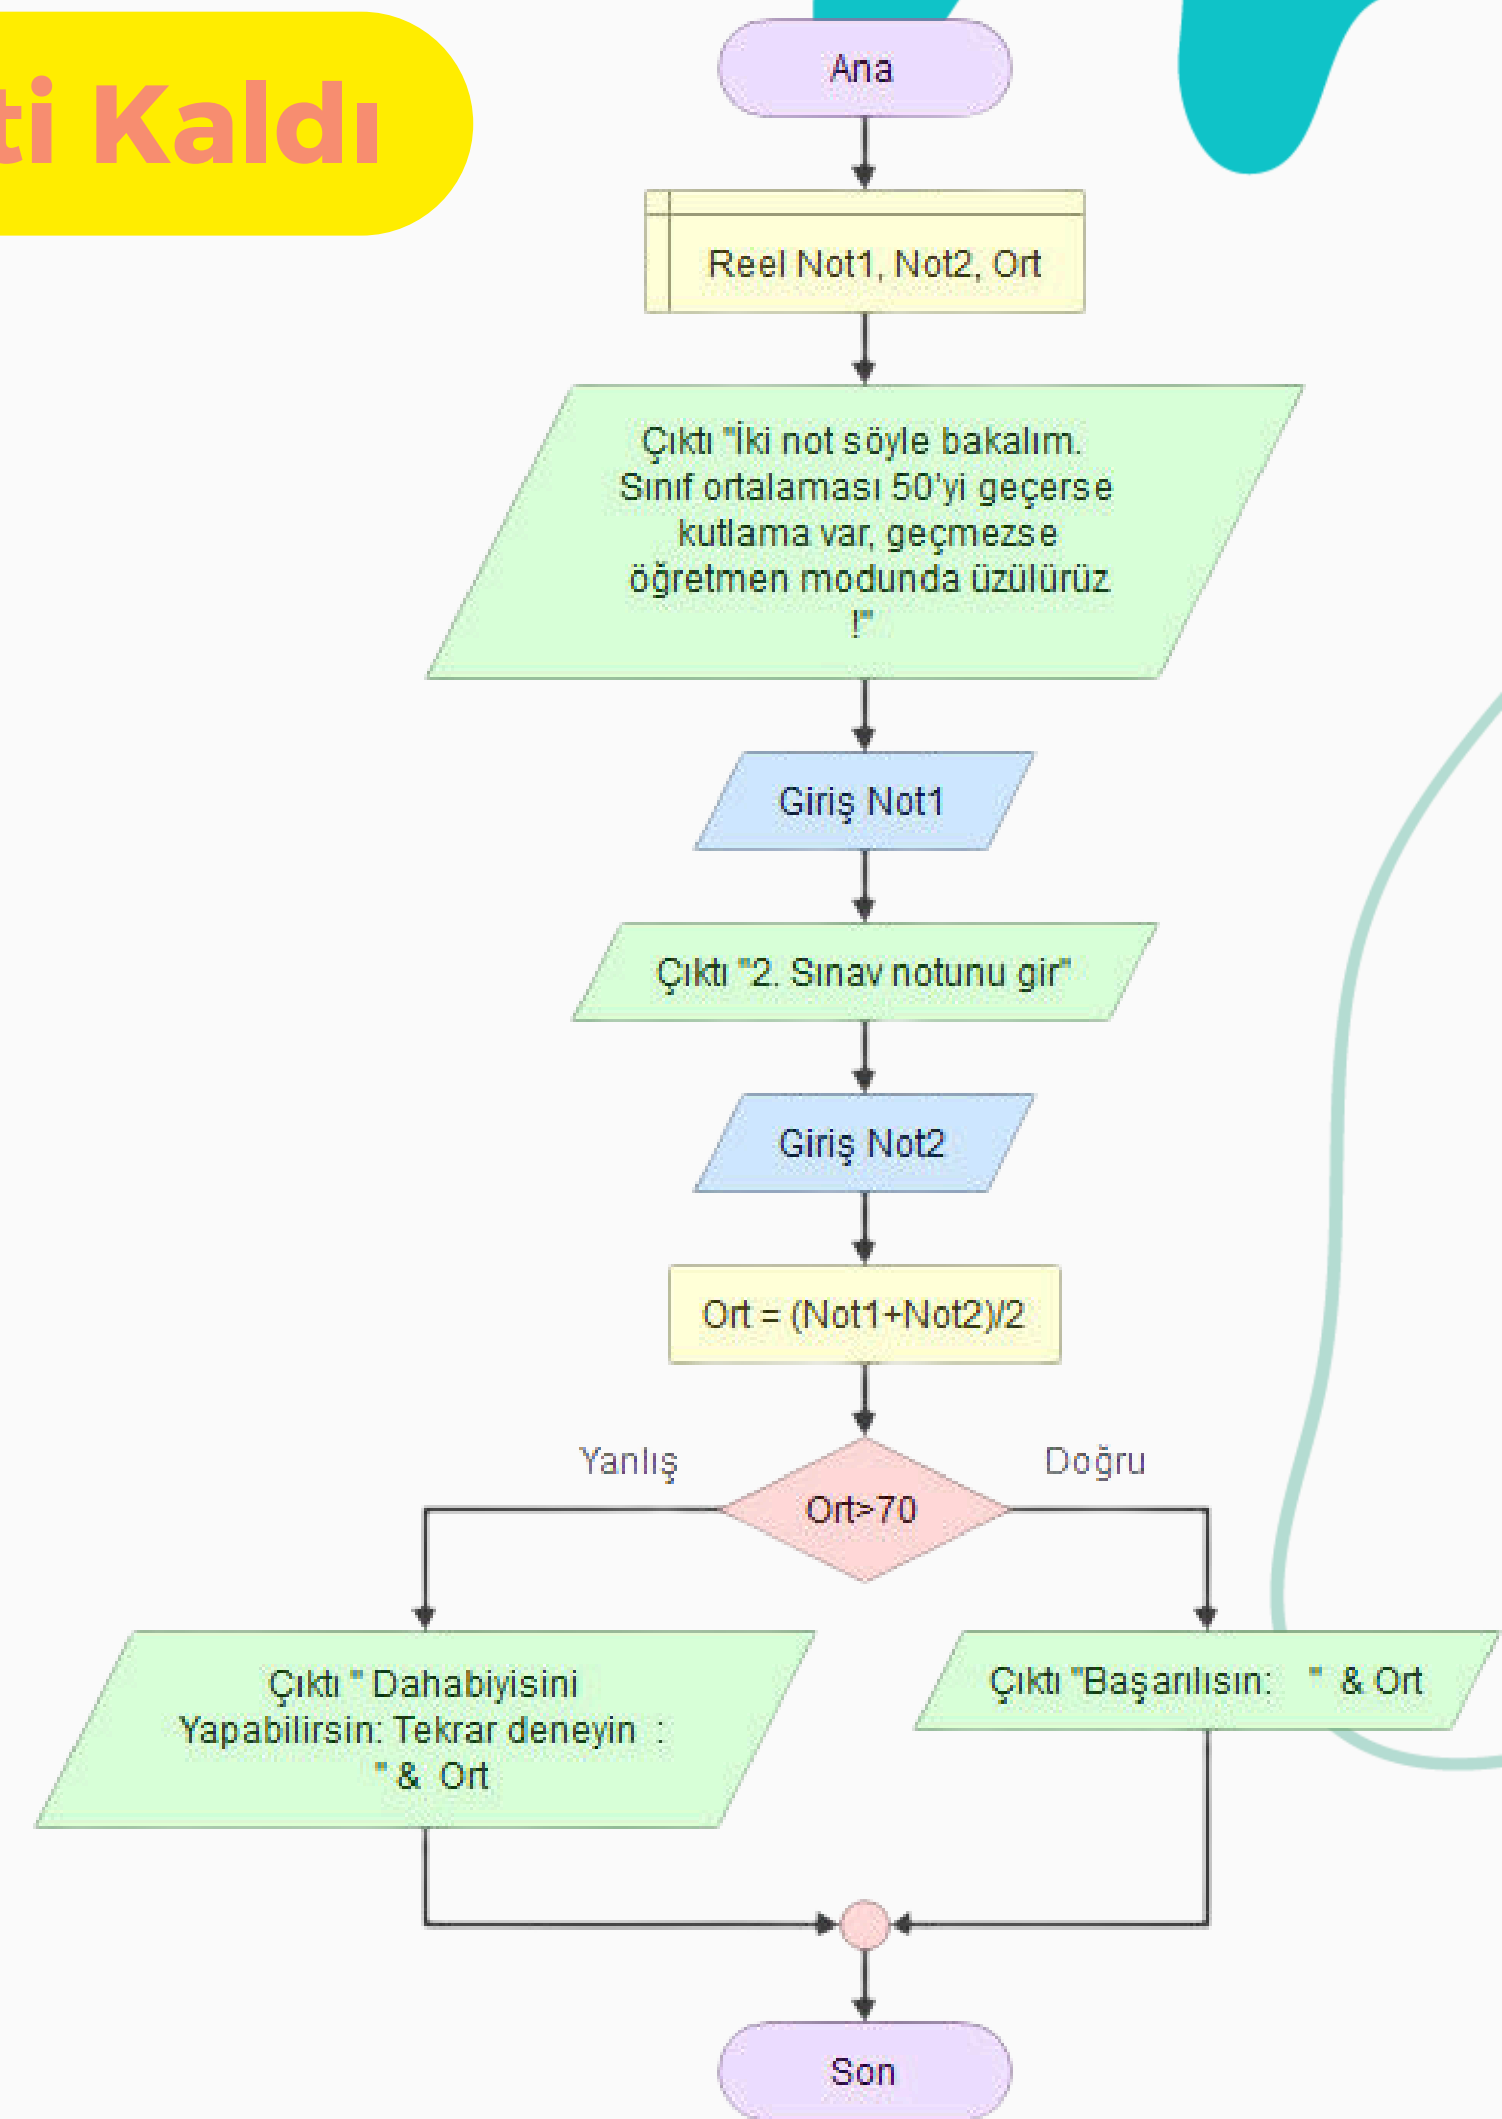 ti Kaldı
Ana
Reel Not1, Not2, Ort
Çıktı "İki not söyle bakalım.
Sınıf ortalaması 50'yi geçerse
kutlama var, geçmezse
öğretmen modunda üzülürüz
!"
Giriş Not1
Çıktı "2. Sınav notunu gir"
Giriş Not2
Ort = (Not1+Not2)/2
Yanlış
Doğru
Ort>70
Çıktı " Dahabiyisini
Yapabilirsin: Tekrar deneyin :
" & Ort
Çıktı "Başarılısın: " & Ort
Son